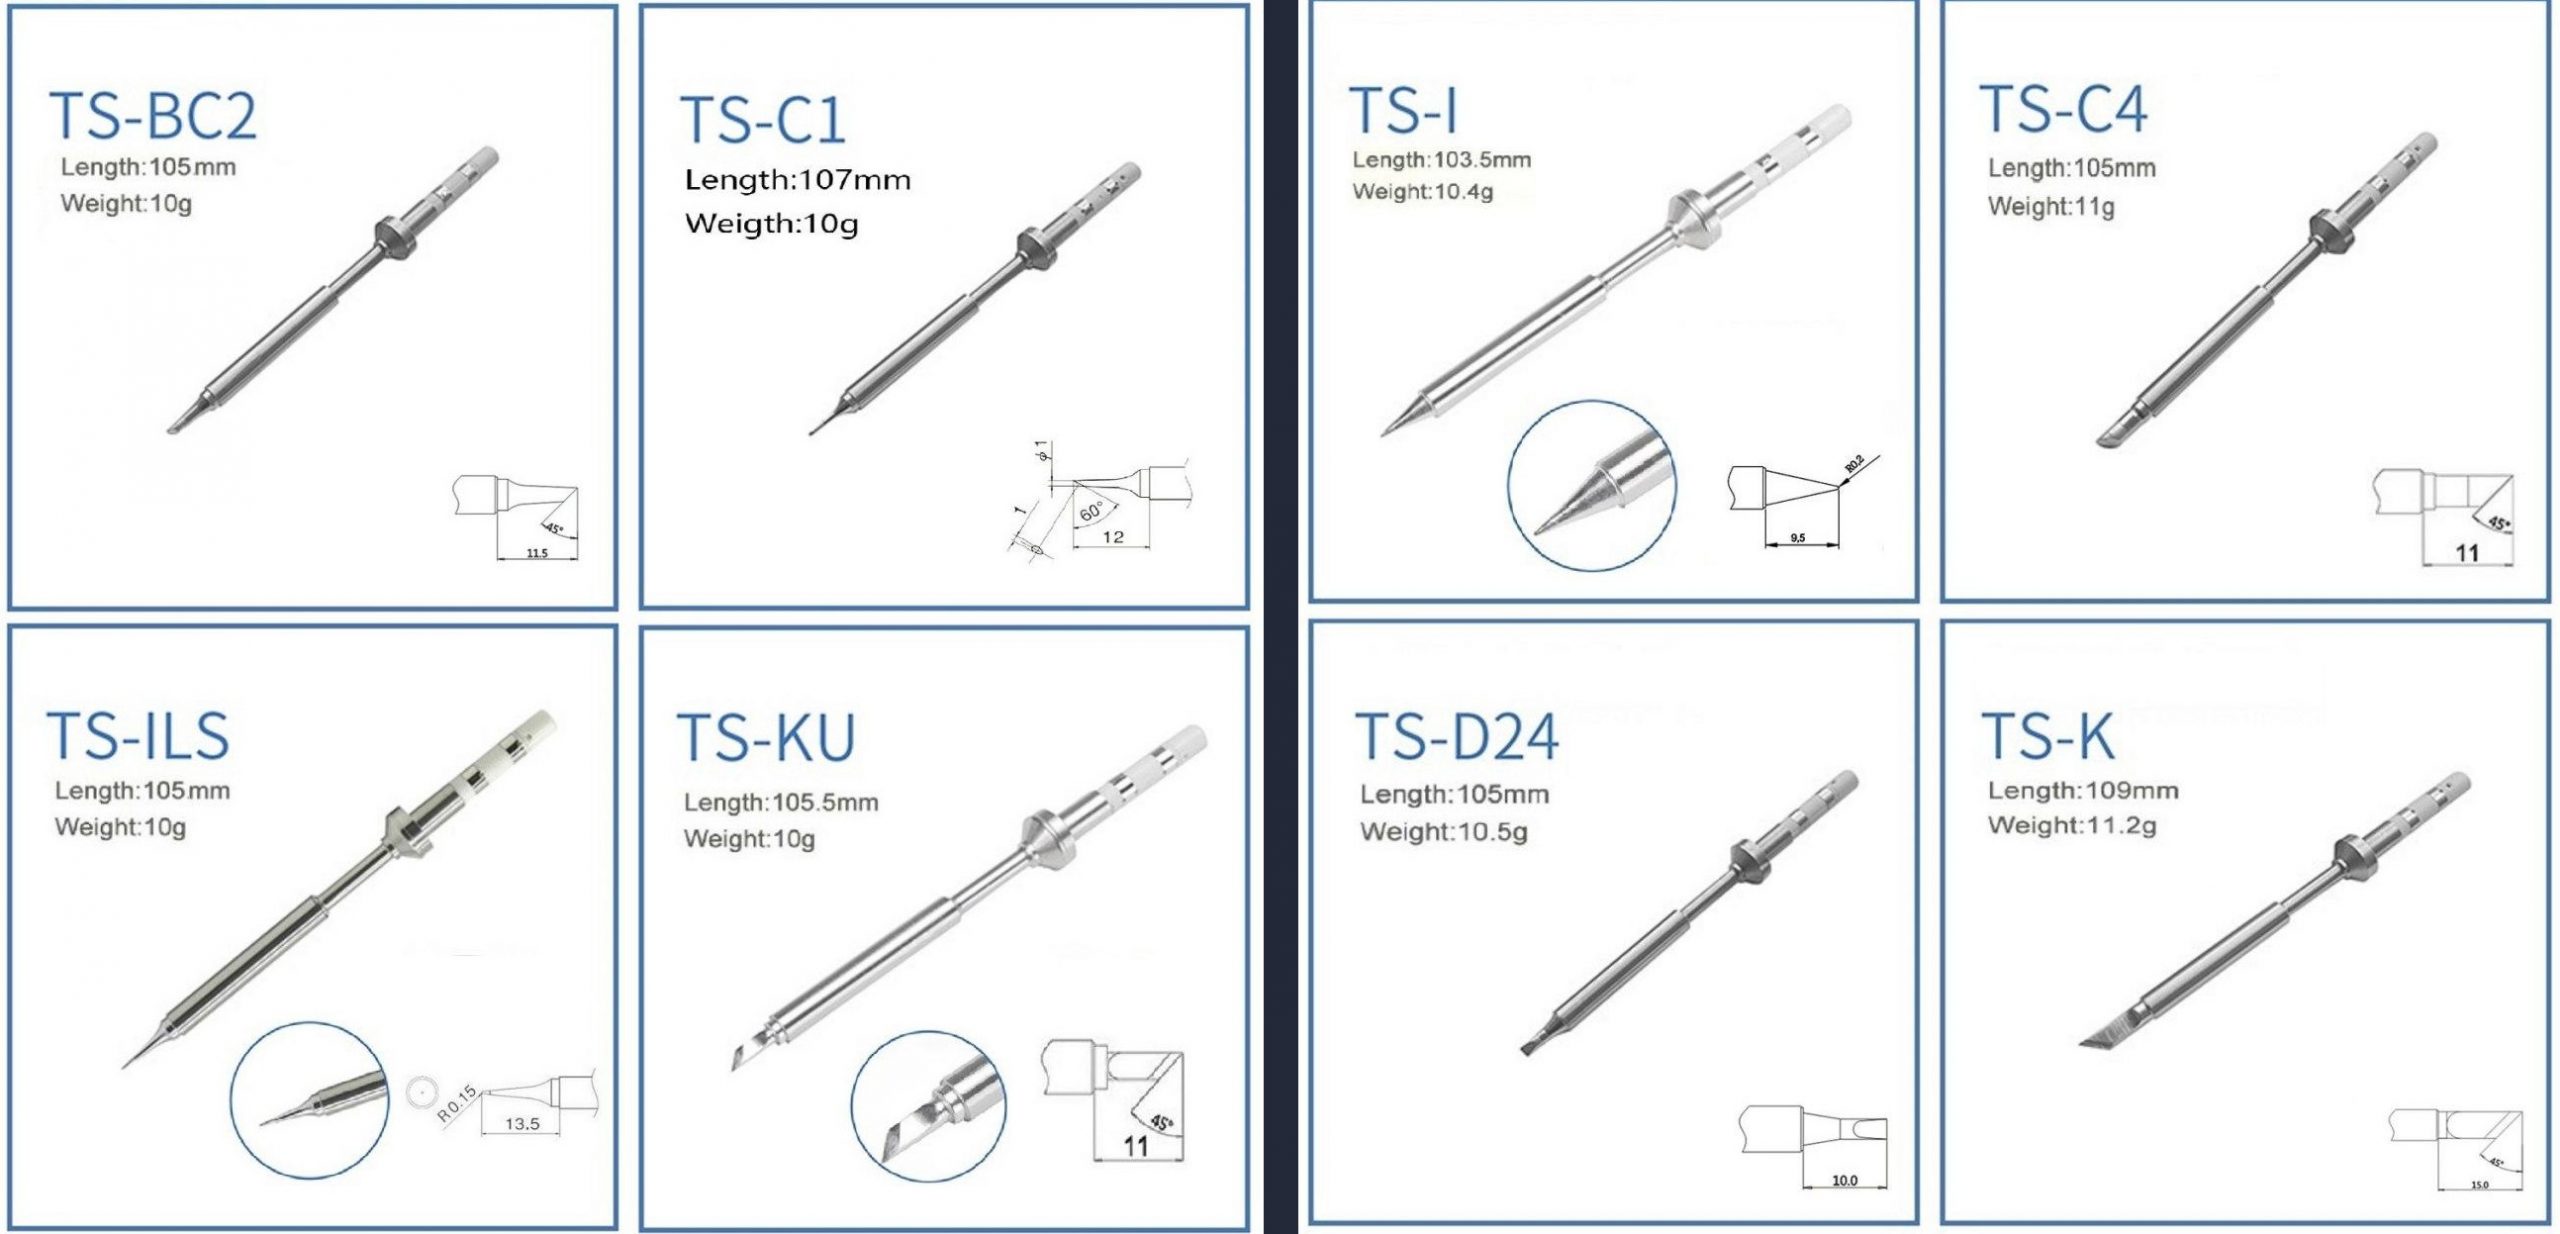 TS-BC2
Length:105mm
Weight:10g
45°
11.5
TS-C1
Length:107mm
Weigth:10g
ϕ 1
1
60°
12
TS-I
Length:103.5mm
Weight:10.4g
R0.2
9,5
TS-C4
Length:105mm
Weight:11g
45°
11
TS-ILS
Length:105mm
Weight:10g
R0.15
13.5
TS-KU
Length:105.5mm
Weight:10g
45°
11
TS-D24
Length:105mm
Weight:10.5g
10.0
TS-K
Length:109mm
Weight:11.2g
45°
15.0